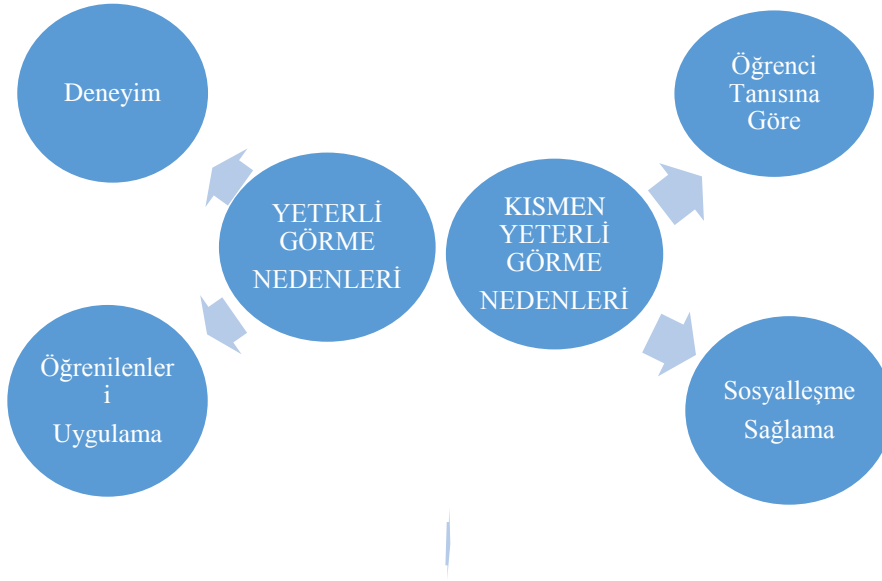 Deneyim
Öğrenilenler
i
Uygulama
YETERLİ
GÖRME
NEDENLERİ
KISMEN
YETERLİ
GÖRME
NEDENLERİ
Öğrenci
Tanısına
Göre
Sosyalleşme
Sağlama